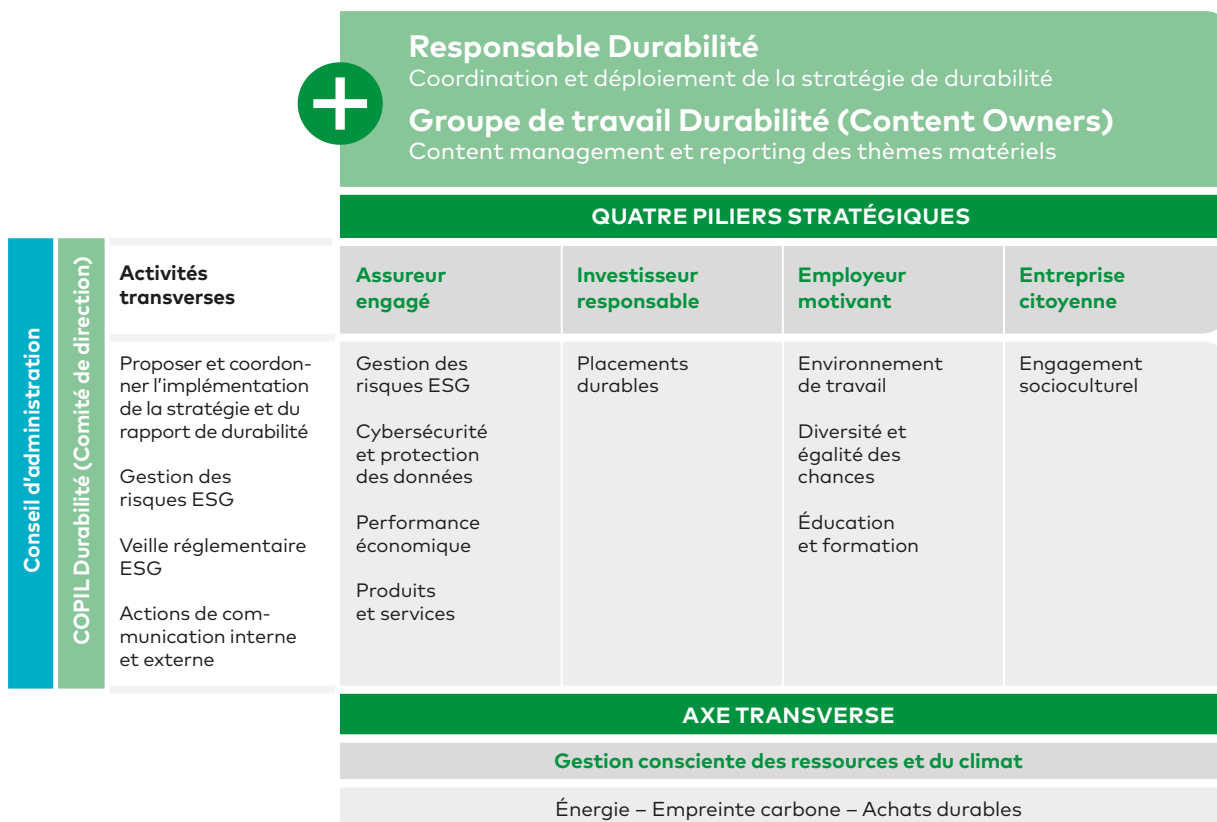 Responsable Durabilité
Coordination et déploiement de la stratégie de durabilité
Groupe de travail Durabilité (Content Owners)
Content management et reporting des thèmes matériels
QUATRE PILIERS STRATÉGIQUES
Conseil d'administration
COPIL Durabilité (Comité de direction)
Activités
transverses
Proposer et coordon-
ner l'implémentation
de la stratégie et du
rapport de durabilité
Gestion des
risques ESG
Veille réglementaire
ESG
Actions de com-
munication interne
et externe
Assureur
engagé
Gestion des
risques ESG
Cybersécurité
et protection
des données
Performance
économique
Produits
et services
Investisseur
responsable
Placements
durables
Employeur
motivant
Environnement
de travail
Diversité et
égalité des
chances
Éducation
et formation
Entreprise
citoyenne
Engagement
socioculturel
AXE TRANSVERSE
Gestion consciente des ressources et du climat
Énergie – Empreinte carbone – Achats durables